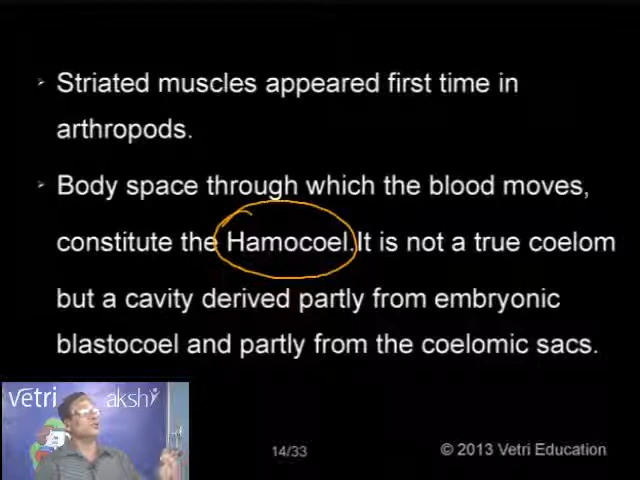 Striated muscles appeared first time in
arthropods.
Body space through which the blood moves,
constitute the Hamocoel.It is not a true coelom
but a cavity derived partly from embryonic
blastocoel and partly from the coelomic sacs.
vetri akshi
14/33
© 2013 Vetri Education